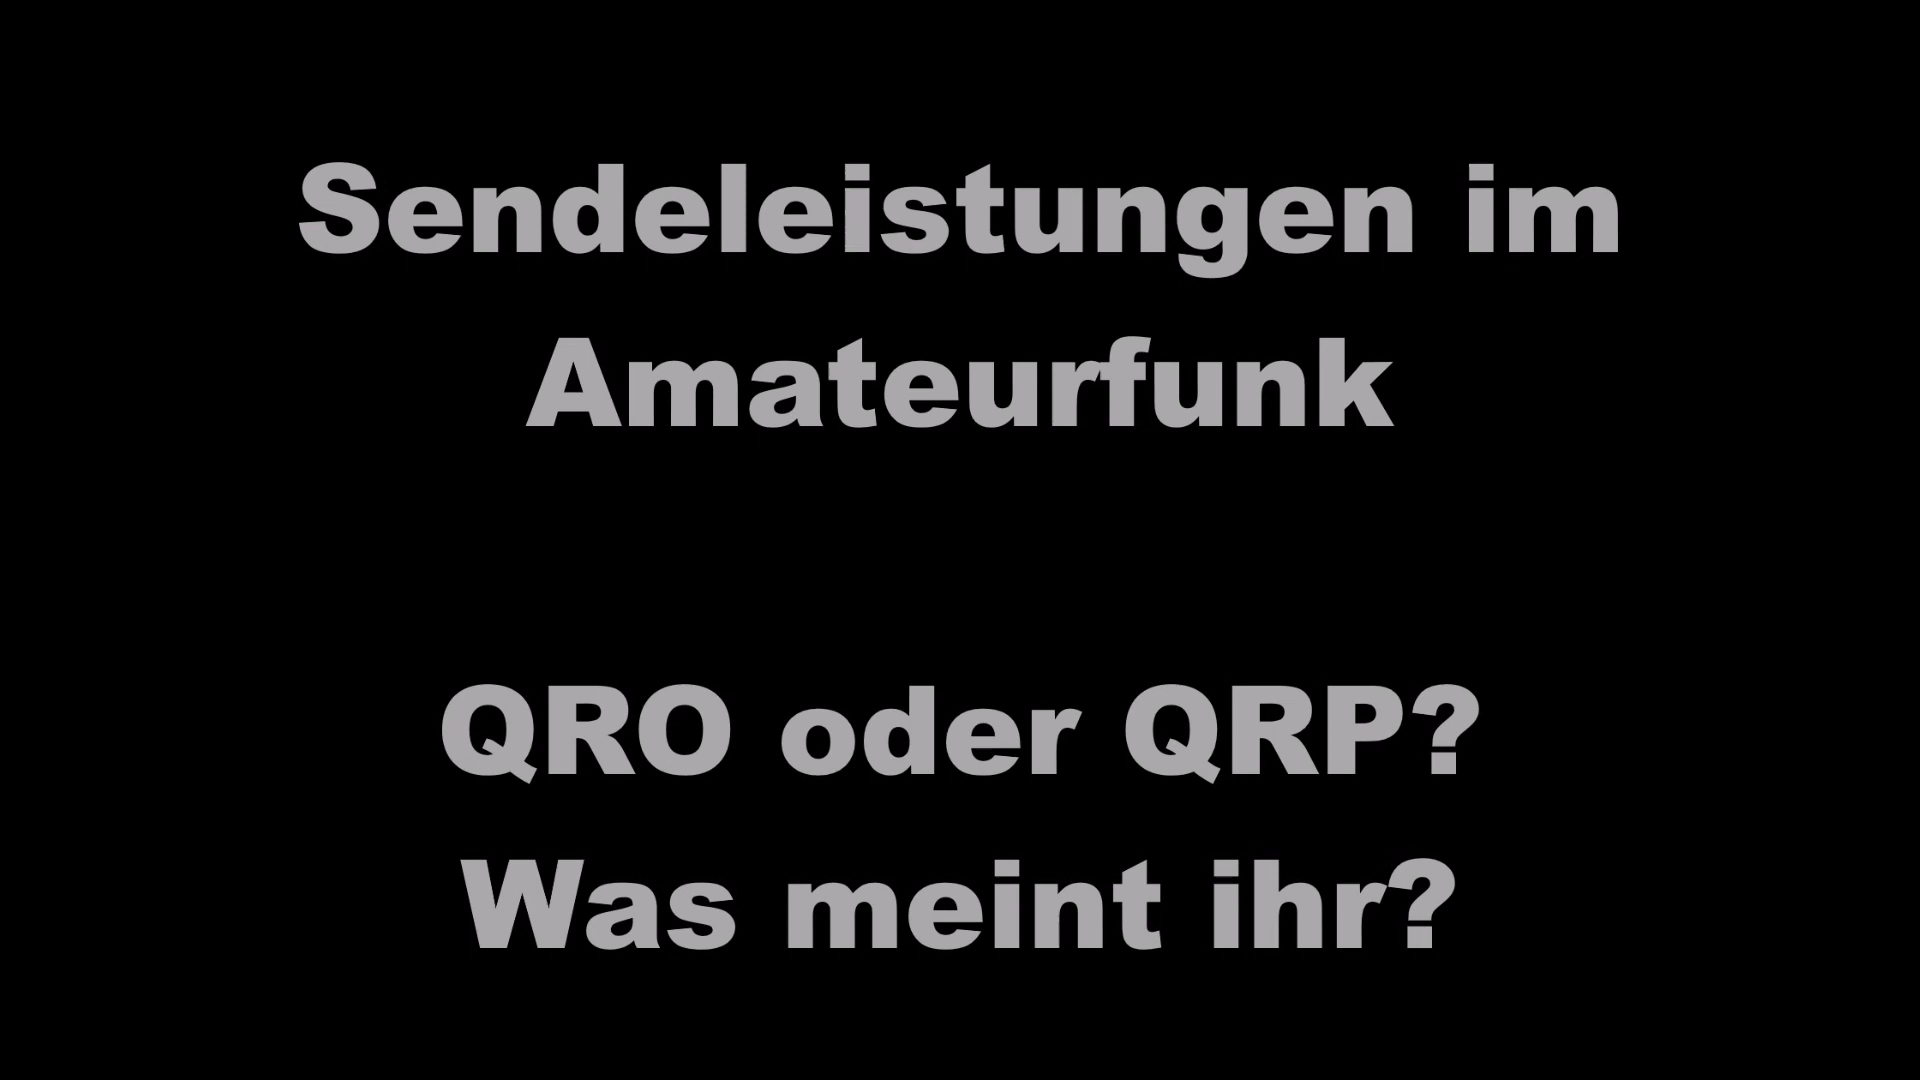 Sendeleistungen im
Amateurfunk
QRO oder QRP?
Was meint ihr?